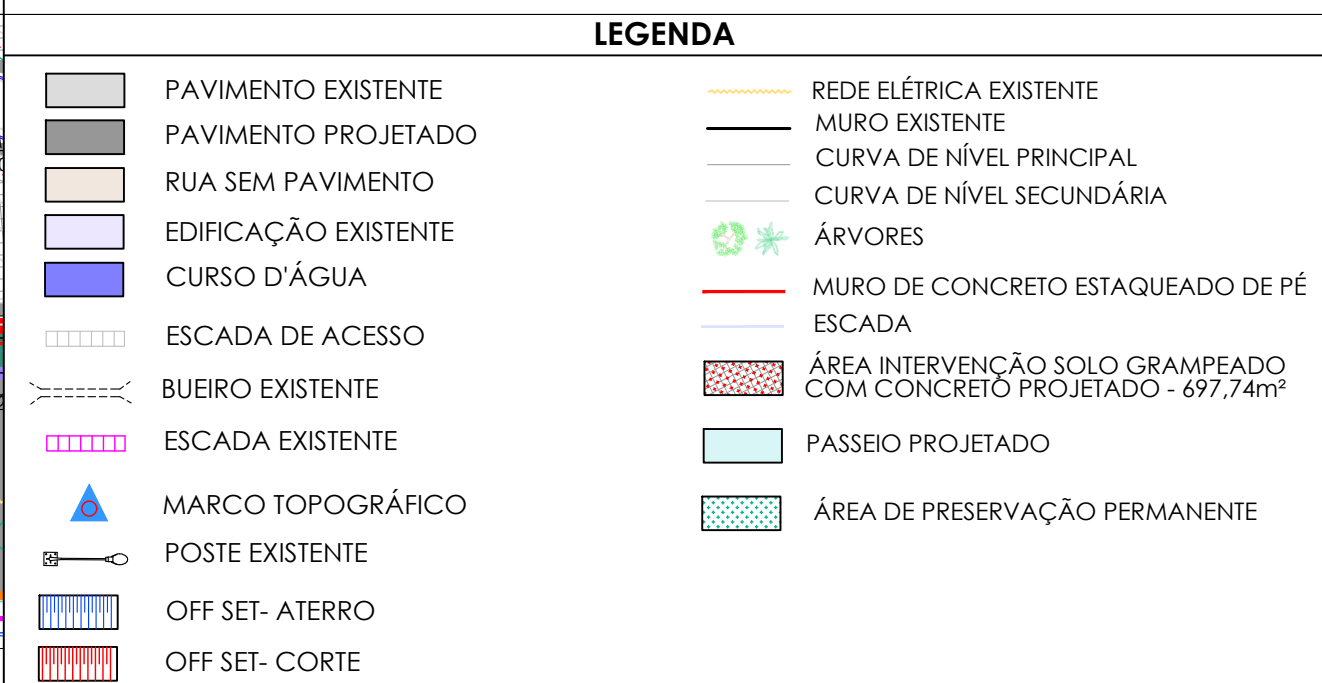 LEGENDA
PAVIMENTO EXISTENTE
PAVIMENTO PROJETADO
RUA SEM PAVIMENTO
EDIFICAÇÃO EXISTENTE
CURSO D'ÁGUA
ESCADA DE ACESSO
BUEIRO EXISTENTE
ESCADA EXISTENTE
MARCO TOPOGRÁFICO
POSTE EXISTENTE
OFF SET- ATERRO
OFF SET- CORTE
REDE ELÉTRICA EXISTENTE
MURO EXISTENTE
CURVA DE NÍVEL PRINCIPAL
CURVA DE NÍVEL SECUNDÁRIA
ÁRVORES
MURO DE CONCRETO ESTAQUEADO DE PÉ
ESCADA
ÁREA INTERVENÇÃO SOLO GRAMPEADO
COM CONCRETO PROJETADO - 697,74m²
PASSEIO PROJETADO
ÁREA DE PRESERVAÇÃO PERMANENTE